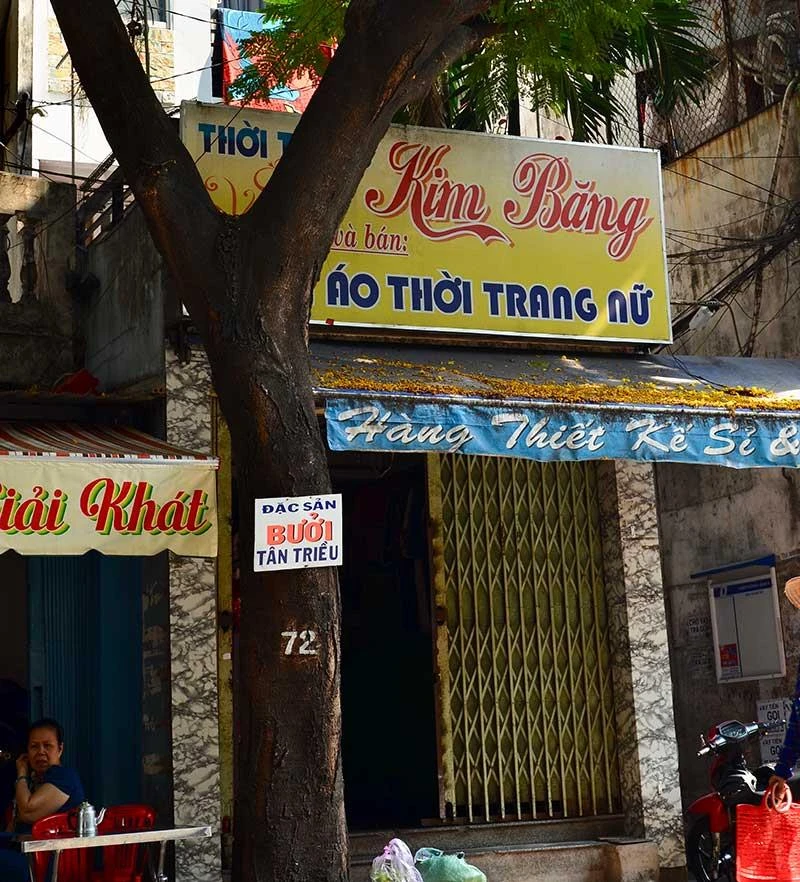 THỜI
Kim Băng
và bán:
ÁO THỜI TRANG NỮ
Hàng Thiết Kế Sỉ &
Giải Khát
ĐẶC SẢN
BƯỞI
TÂN TRIỀU
72